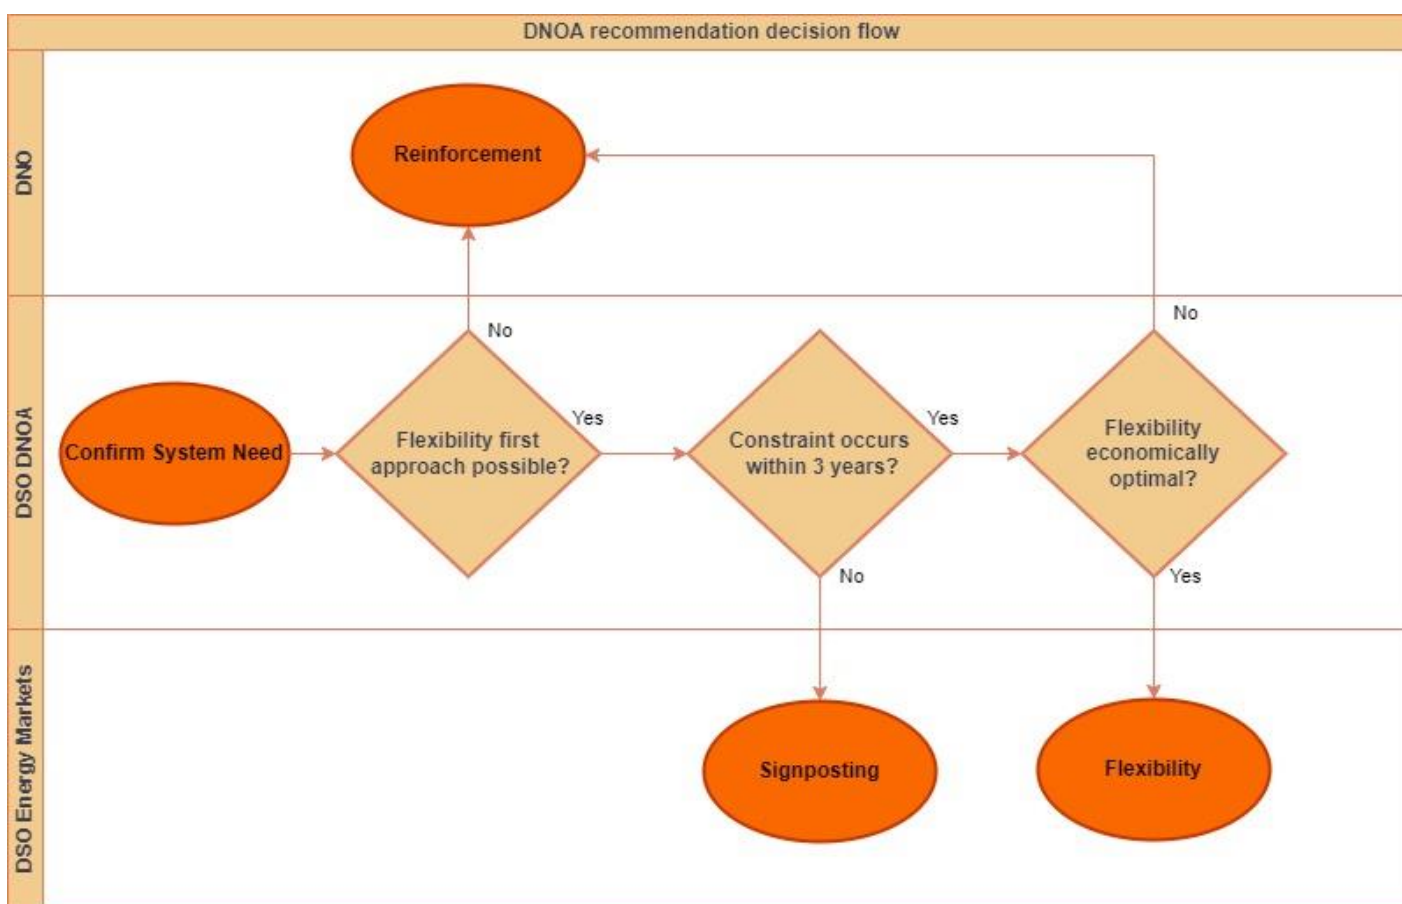 DNOA recommendation decision flow
DNO
Reinforcement
No
No
DSO DNOA
Confirm System Need
Flexibility first
approach possible?
Yes
Constraint occurs
within 3 years?
Yes
Flexibility
economically
optimal?
No
Yes
DSO Energy Markets
Signposting
Flexibility